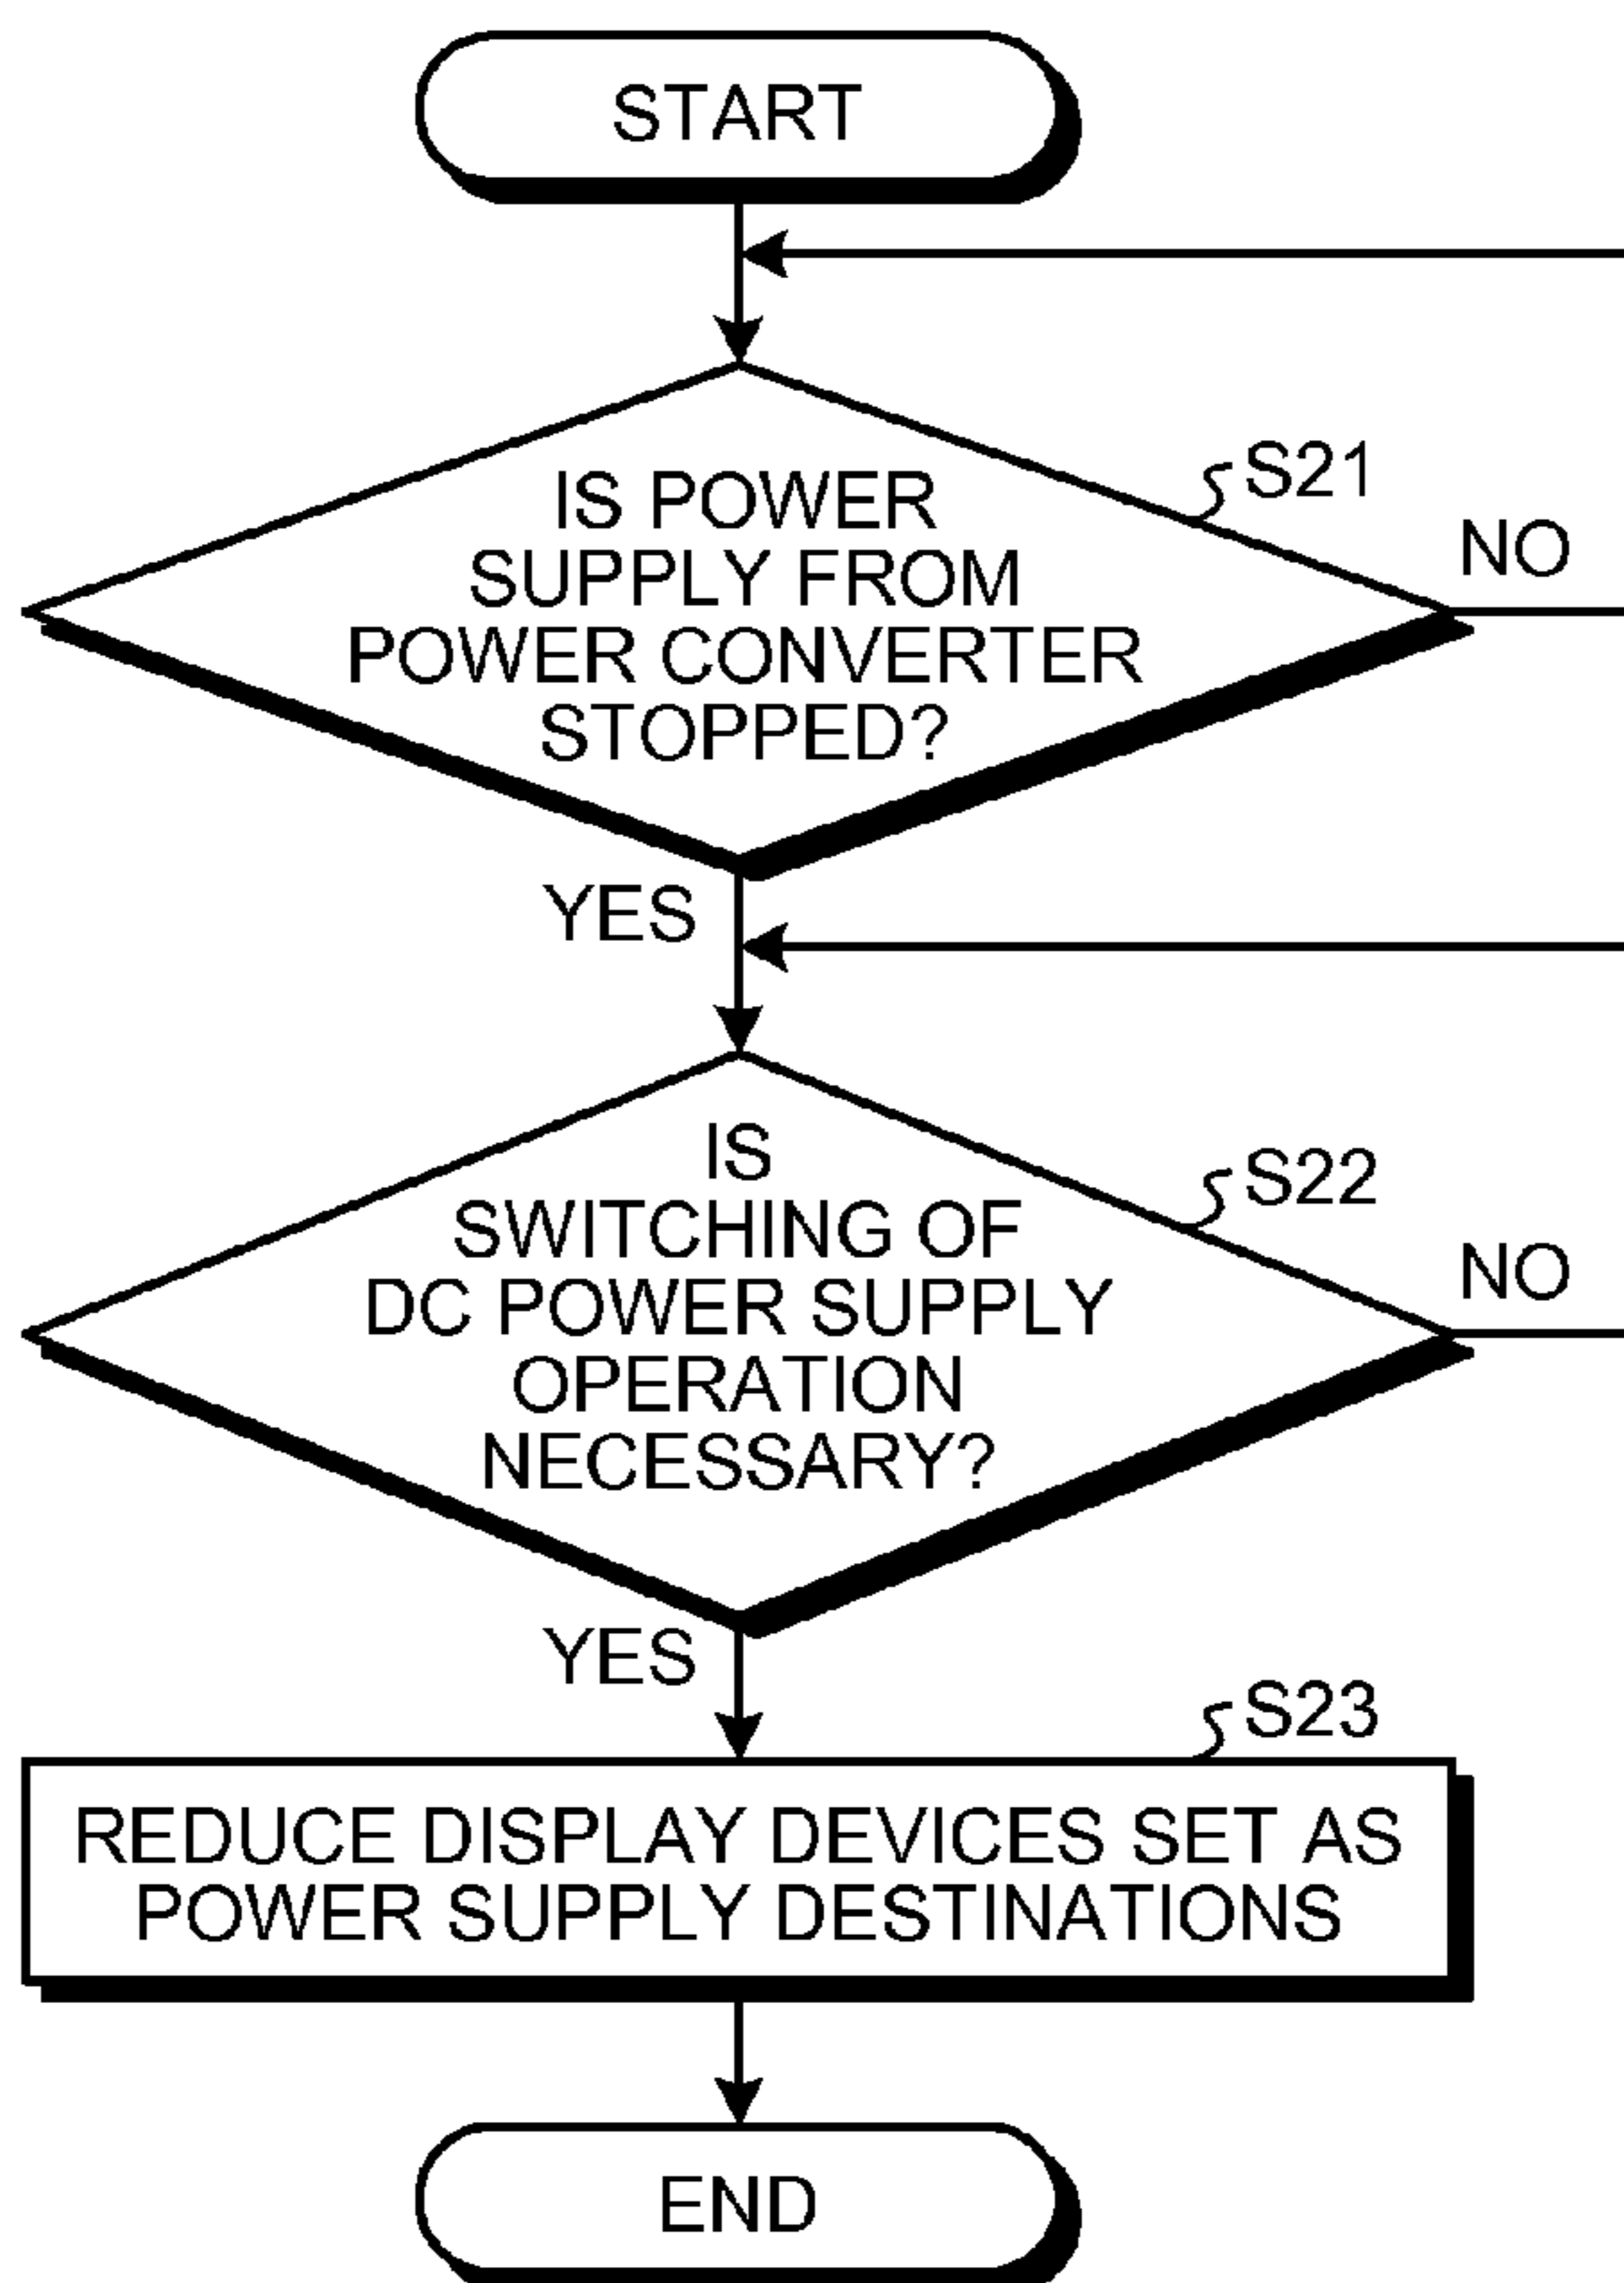 START
S21
IS POWER
SUPPLY FROM
POWER CONVERTER
STOPPED?
NO
YES
S22
IS
SWITCHING OF
DC POWER SUPPLY
OPERATION
NECESSARY?
NO
YES
S23
REDUCE DISPLAY DEVICES SET AS
POWER SUPPLY DESTINATIONS
END